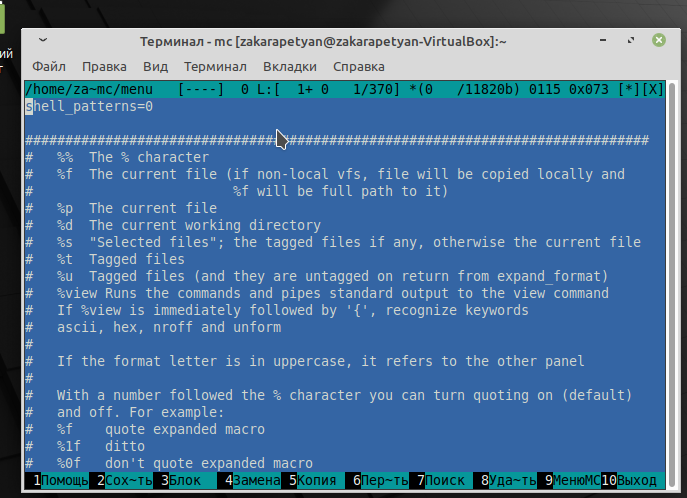 ий
г
Терминал - mc [zakarapetyan@zakarapetyan-VirtualBox]:~
Файл Правка Вид Терминал Вкладки Справка
/home/za~mc/menu   [----]  0 L:[  1+ 0   1/370] *(0   /11820b) 0115 0x073 [*][X]
shell_patterns=0
##############################################################################
#   %%  The % character
#   %f  The current file (if non-local vfs, file will be copied locally and
#                         %f will be full path to it)
#   %p  The current file
#   %d  The current working directory
#   %s  "Selected files"; the tagged files if any, otherwise the current file
#   %t  Tagged files
#   %u  Tagged files (and they are untagged on return from expand_format)
#   %view Runs the commands and pipes standard output to the view command
#   If %view is immediately followed by '{', recognize keywords
#   ascii, hex, nroff and unform
#
#   If the format letter is in uppercase, it refers to the other panel
#
#   With a number followed the % character you can turn quoting on (default)
#   and off. For example:
#   %f    quote expanded macro
#   %1f   ditto
#   %0f   don't quote expanded macro
1Помощь 2Сох~ть 3Блок 4Замена 5Копия 6Пер~ть 7Поиск 8Уда~ть 9МенюMC 10Выход